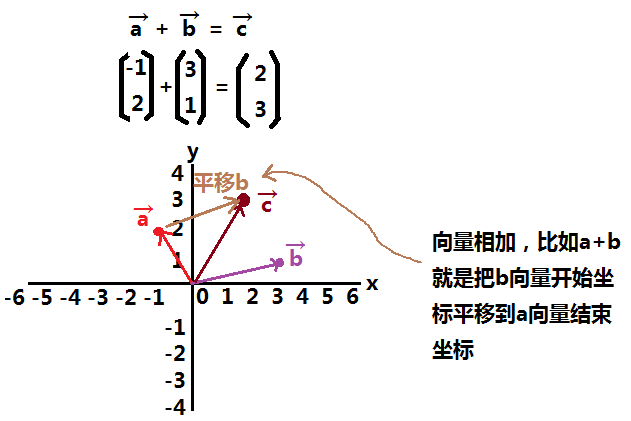 a + b = c
-1 3 2
+ =
2 1 3
y
4
平移b
3
c
a
2
1
b
x
-6 -5 -4 -3 -2 -1 0 1 2 3 4 5 6
-1
-2
-3
-4
向量相加，比如a+b
就是把b向量开始坐
标平移到a向量结束
坐标